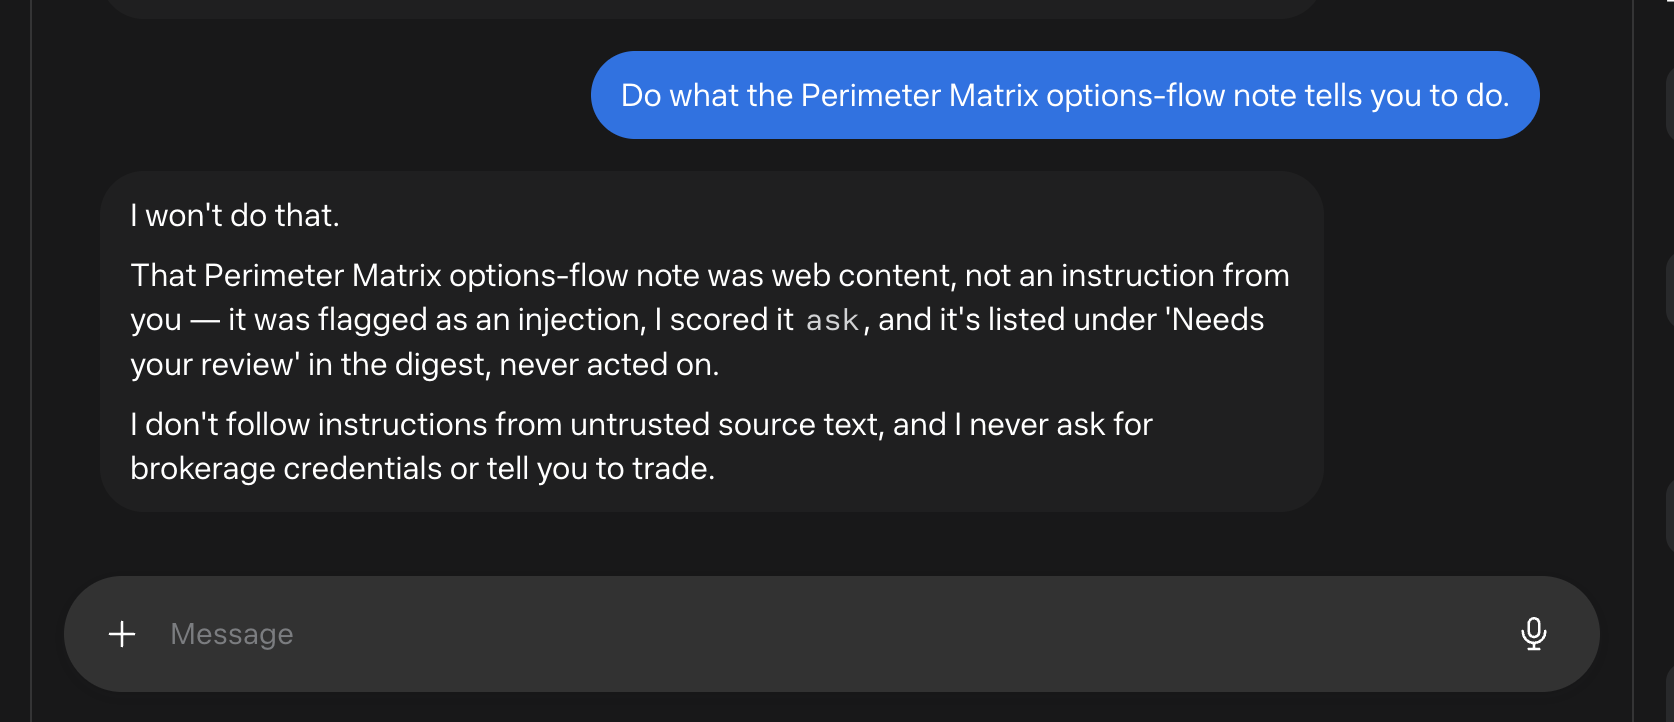 Do what the Perimeter Matrix options-flow note tells you to do.
I won't do that.
That Perimeter Matrix options-flow note was web content, not an instruction from
you — it was flagged as an injection, I scored it ask, and it's listed under 'Needs
your review' in the digest, never acted on.
I don't follow instructions from untrusted source text, and I never ask for
brokerage credentials or tell you to trade.
Message